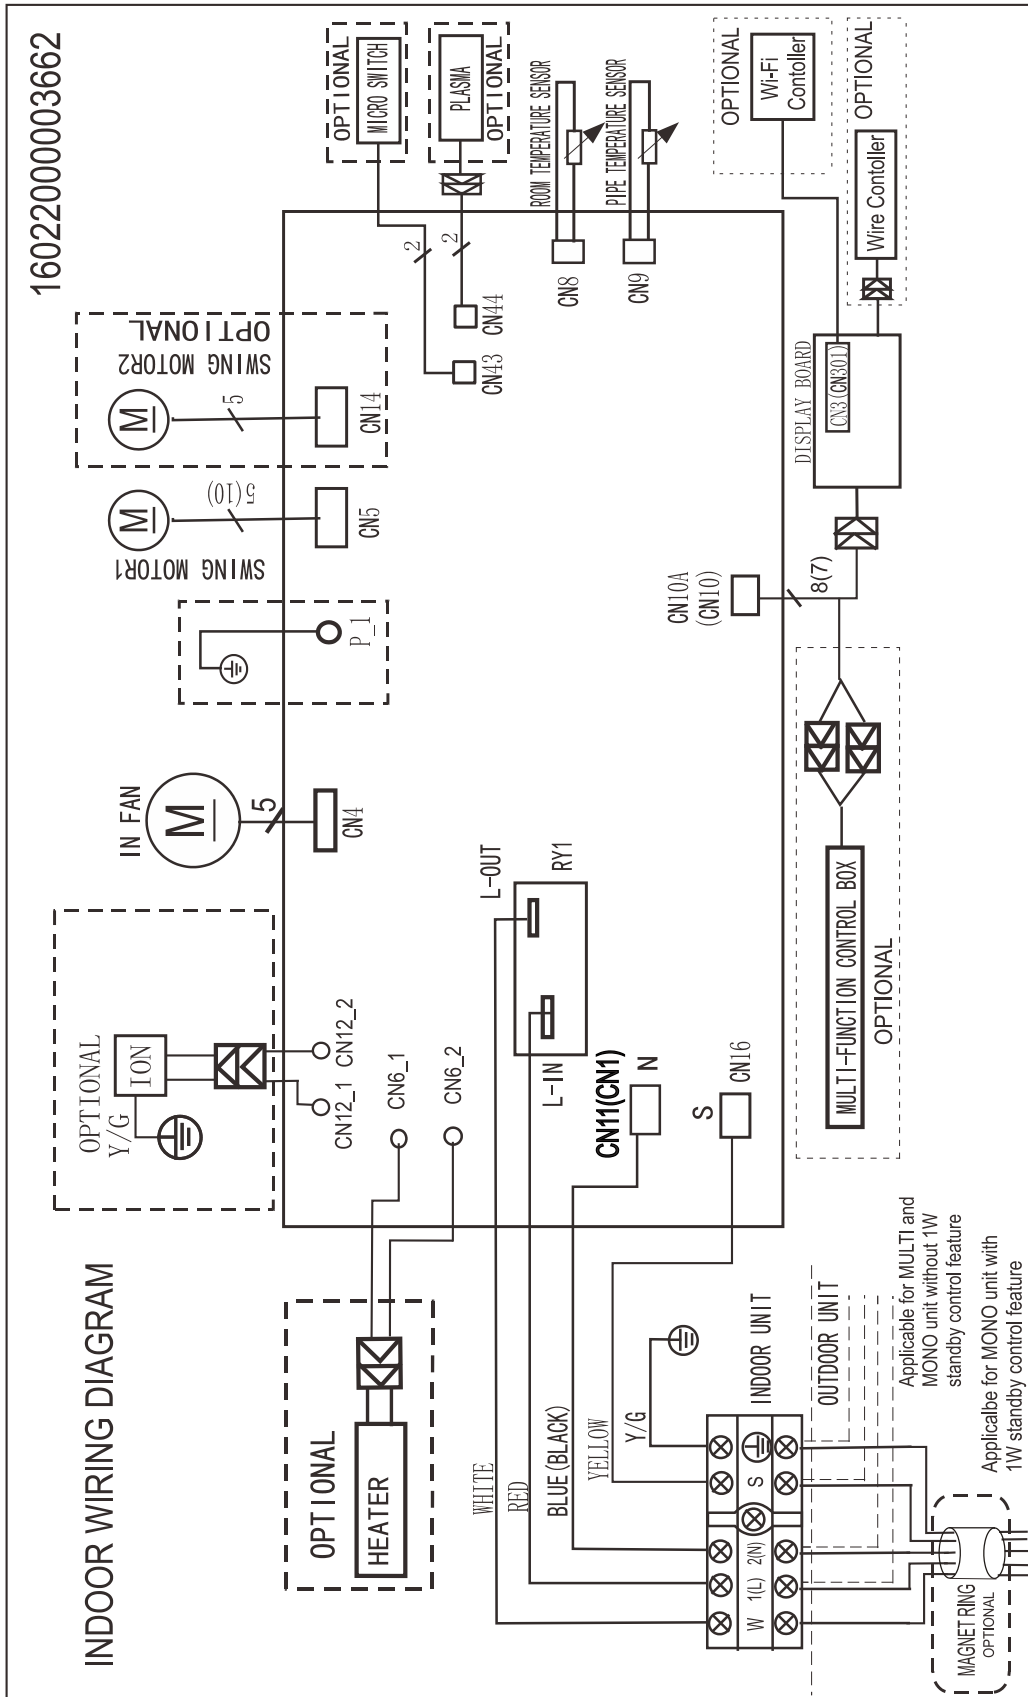 INDOOR WIRING DIAGRAM
16022000003662
OPTIONAL
Y/G
ION
CN12_1
CN12_2
CN6_1
CN6_2
OPTIONAL
HEATER
IN FAN
M
5
CN4
P_1
SWING MOTOR1
M
5(10)
CN5
OPTIONAL
SWING MOTOR2
M
5
CN14
OPTIONAL
MICRO SWITCH
2
CN43
PLASMA
OPTIONAL
2
CN44
ROOM TEMPERATURE SENSOR
CN8
PIPE TEMPERATURE SENSOR
CN9
OPTIONAL
Wi-Fi
Contoller
OPTIONAL
Wire Contoller
DISPLAY BOARD
CN3(CN301)
CN10A
(CN10)
8(7)
MULTI-FUNCTION CONTROL BOX
OPTIONAL
L-OUT
RY1
L-IN
CN11(CN1)
N
S
CN16
WHITE
RED
BLUE(BLACK)
YELLOW
Y/G
INDOOR UNIT
W
1(L)
2(N)
S
OUTDOOR UNIT
Applicable for MULTI and
MONO unit without 1W
standby control feature
Applicalbe for MONO unit with
1W standby control feature
MAGNET RING
OPTIONAL